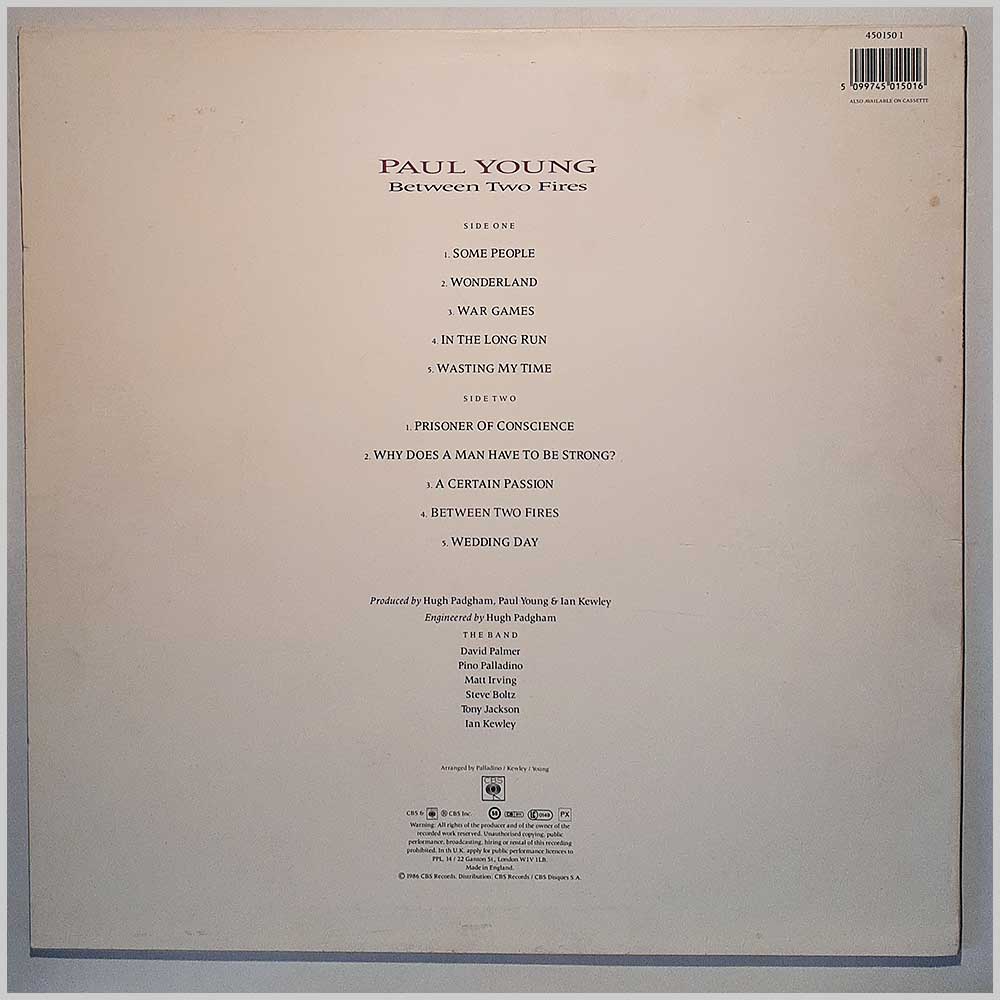 450150 1
5 099745 015016
ALSO AVAILABLE ON CASSETTE
PAUL YOUNG
Between Two Fires
SIDE ONE
1. SOME PEOPLE
2. WONDERLAND
3. WAR GAMES
4. IN THE LONG RUN
5. WASTING MY TIME
SIDE TWO
1. PRISONER OF CONSCIENCE
2. WHY DOES A MAN HAVE TO BE STRONG?
3. A CERTAIN PASSION
4. BETWEEN TWO FIRES
5. WEDDING DAY
Produced by Hugh Padgham, Paul Young & Ian Kewley
Engineered by Hugh Padgham
THE BAND
David Palmer
Pino Palladino
Matt Irving
Steve Boltz
Tony Jackson
Ian Kewley
Arranged by Palladino / Kewley / Young
CBS
CBS & ℗ CBS Inc. PX
Warning: All rights of the producer and of the owner of the
recorded work reserved. Unauthorised copying, public
performance, broadcasting, hiring or rental of this recording
prohibited. In th U.K. apply for public performance licences to
PPL, 14 / 22 Ganton St., London W1V 1LB.
Made in England.
© 1986 CBS Records. Distribution: CBS Records / CBS Disques S.A.